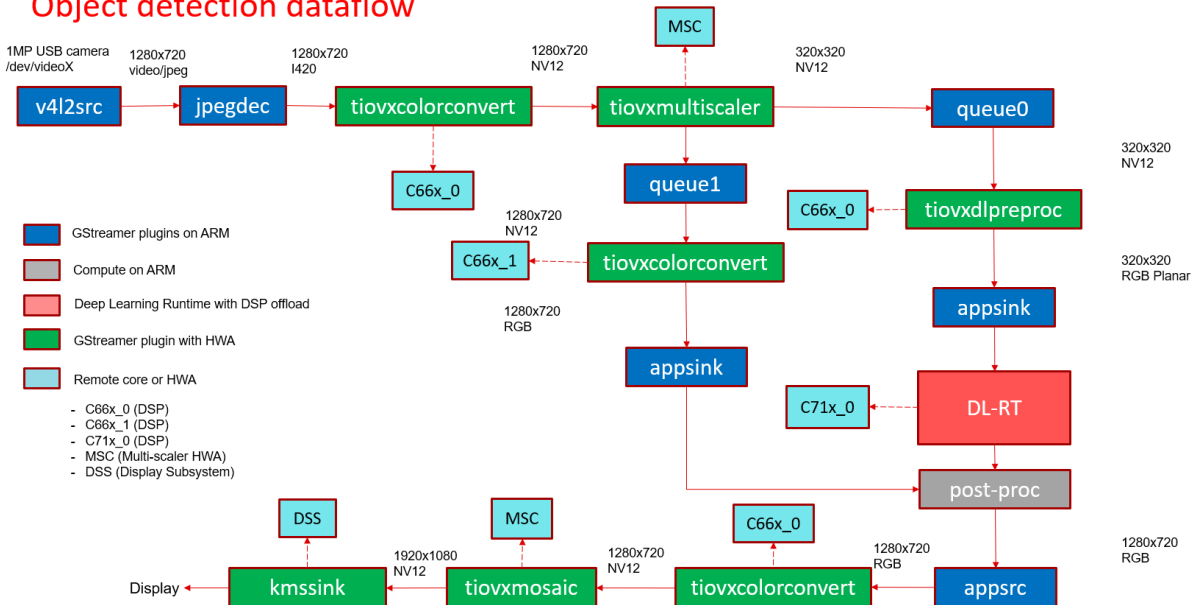 Object detection dataflow
MSC
1MP USB camera
/dev/videoX
1280x720
video/jpeg
1280x720
I420
1280x720
NV12
320x320
NV12
v4l2src
jpegdec
tiovxcolorconvert
tiovxmultiscaler
queue0
320x320
NV12
C66x_0
queue1
C66x_0
tiovxdlpreproc
1280x720
NV12
GStreamer plugins on ARM
C66x_1
tiovxcolorconvert
320x320
RGB Planar
Compute on ARM
Deep Learning Runtime with DSP offload
1280x720
RGB
appsink
GStreamer plugin with HWA
appsink
Remote core or HWA
- C66x_0 (DSP)
- C66x_1 (DSP)
- C71x_0 (DSP)
- MSC (Multi-scaler HWA)
- DSS (Display Subsystem)
C71x_0
DL-RT
post-proc
DSS
MSC
C66x_0
1920x1080
NV12
1280x720
NV12
1280x720
RGB
1280x720
RGB
Display
kmssink
tiovxmosaic
tiovxcolorconvert
appsrc